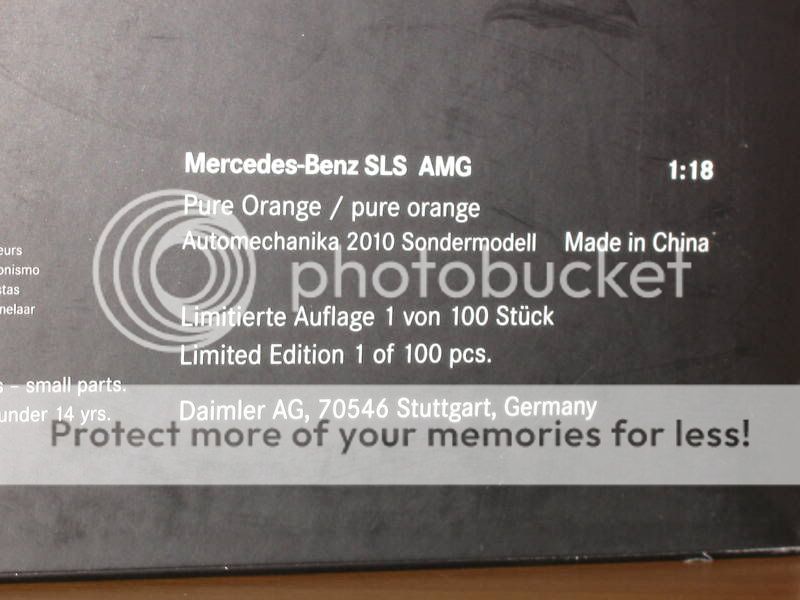 Mercedes-Benz SLS AMG 1:18
Pure Orange / pure orange
Automechanika 2010 Sondermodell Made in China
Limitierte Auflage 1 von 100 Stück
Limited Edition 1 of 100 pcs.
Daimler AG, 70546 Stuttgart, Germany
eurs
onismo
stas
nelaar
s – small parts.
under 14 yrs.
photobucket
Protect more of your memories for less!